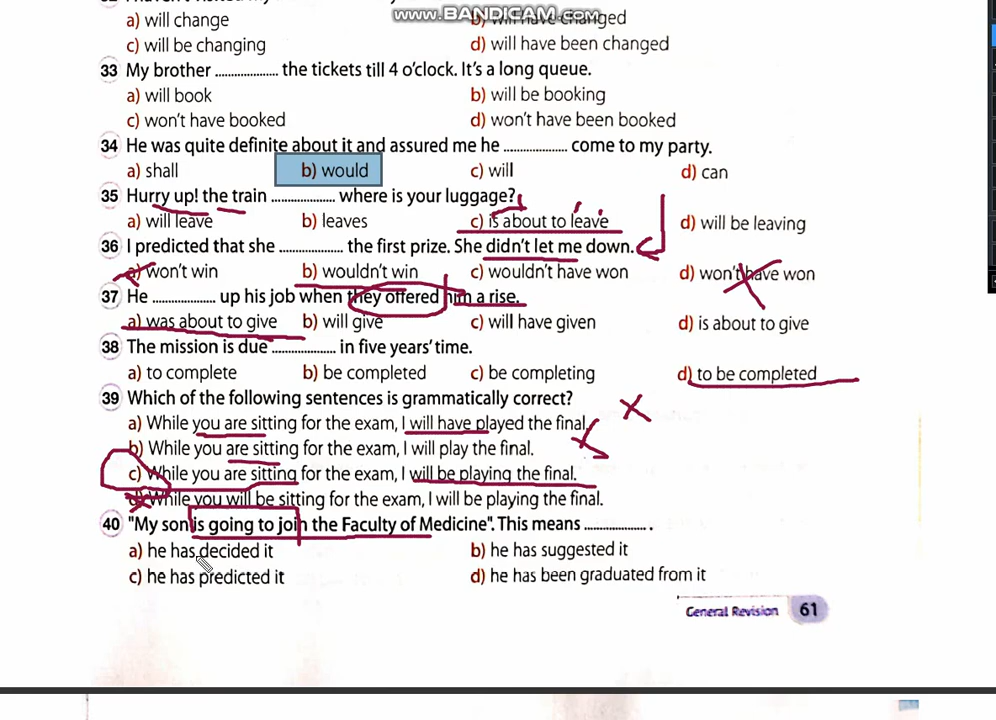 www.BANDICAM.com
a) will change b) will have changed
c) will be changing d) will have been changed
33 My brother .................... the tickets till 4 o'clock. It's a long queue.
a) will book b) will be booking
c) won't have booked d) won't have been booked
34 He was quite definite about it and assured me he .................... come to my party.
a) shall b) would c) will d) can
35 Hurry up! the train .................... where is your luggage?
a) will leave b) leaves c) is about to leave d) will be leaving
36 I predicted that she .................... the first prize. She didn't let me down.
a) won't win b) wouldn't win c) wouldn't have won d) won't have won
37 He .................... up his job when they offered him a rise.
a) was about to give b) will give c) will have given d) is about to give
38 The mission is due .................... in five years' time.
a) to complete b) be completed c) be completing d) to be completed
39 Which of the following sentences is grammatically correct?
a) While you are sitting for the exam, I will have played the final.
b) While you are sitting for the exam, I will play the final.
c) While you are sitting for the exam, I will be playing the final.
d) While you will be sitting for the exam, I will be playing the final.
40 "My son is going to join the Faculty of Medicine". This means .................... .
a) he has decided it b) he has suggested it
c) he has predicted it d) he has been graduated from it
General Revision 61